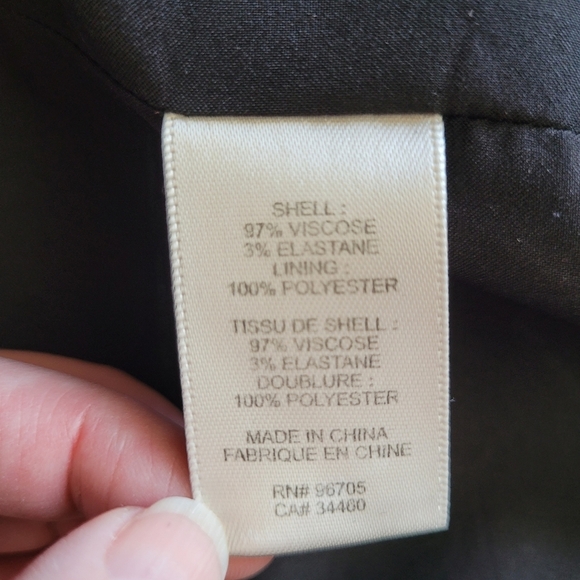 SHELL :
97% VISCOSE
3% ELASTANE
LINING :
100% POLYESTER
TISSU DE SHELL :
97% VISCOSE
3% ELASTANE
DOUBLURE :
100% POLYESTER
MADE IN CHINA
FABRIQUE EN CHINE
RN# 96705
CA# 34460